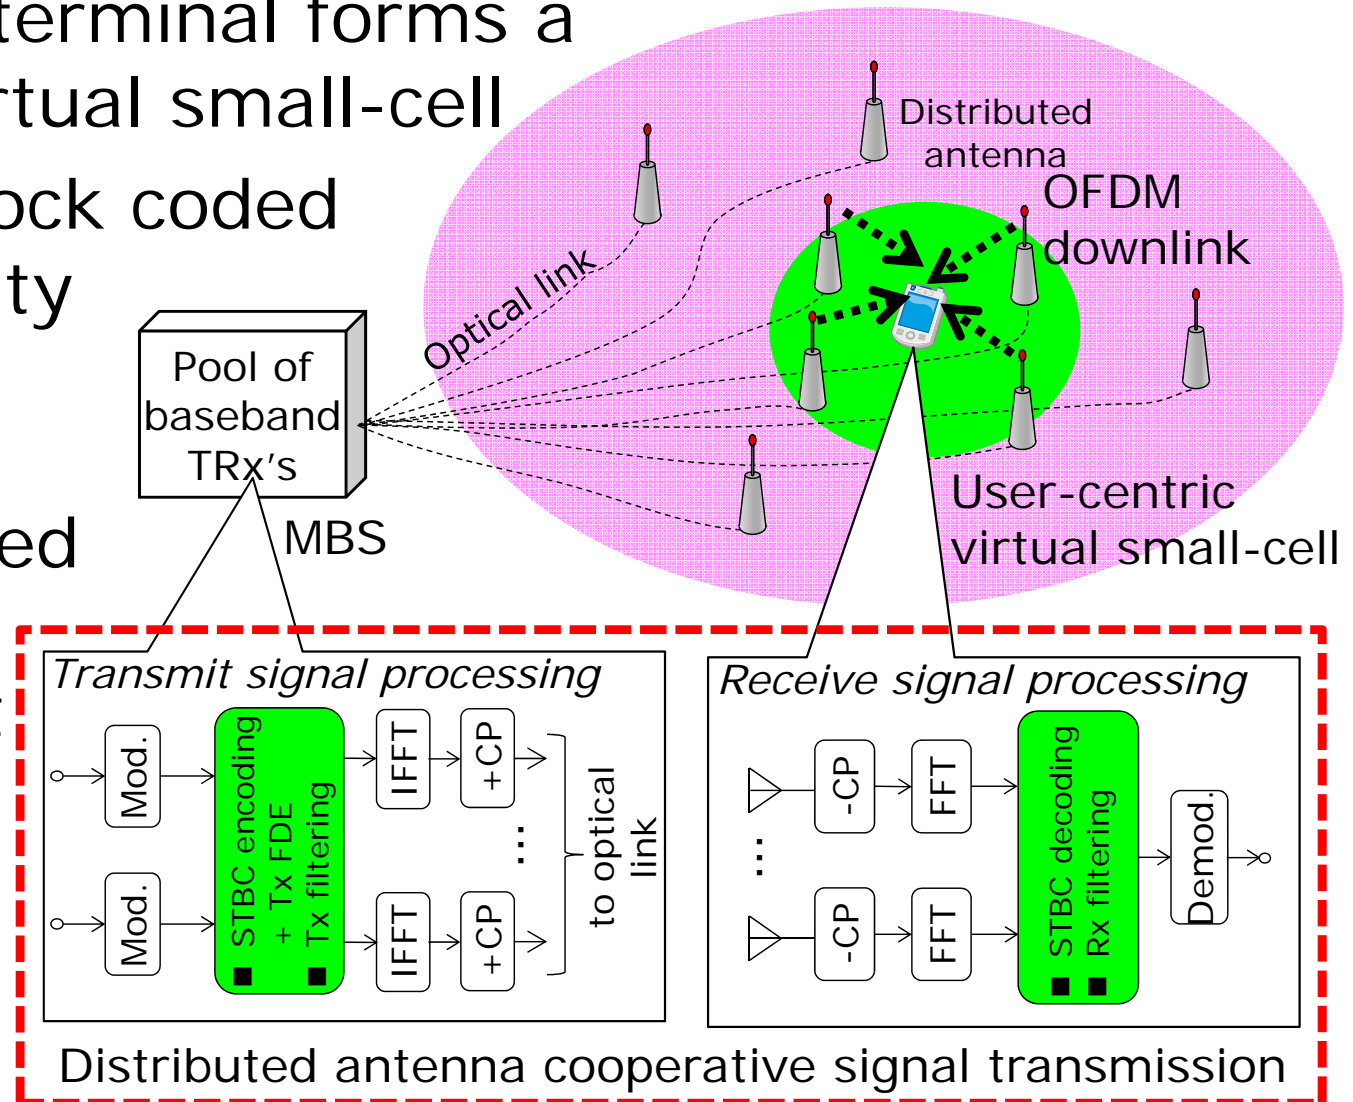 terminal forms a
rtual small-cell
ock coded
ty
ed
Distributed
antenna
OFDM
downlink
Optical link
Pool of
baseband
TRx's
MBS
User-centric
virtual small-cell
Transmit signal processing
Mod.
Mod.
■ STBC encoding
+ Tx FDE
■ Tx filtering
IFFT
+CP
IFFT
+CP
...
to optical
link
Receive signal processing
-CP
FFT
...
-CP
FFT
■ STBC decoding
■ Rx filtering
Demod.
Distributed antenna cooperative signal transmission